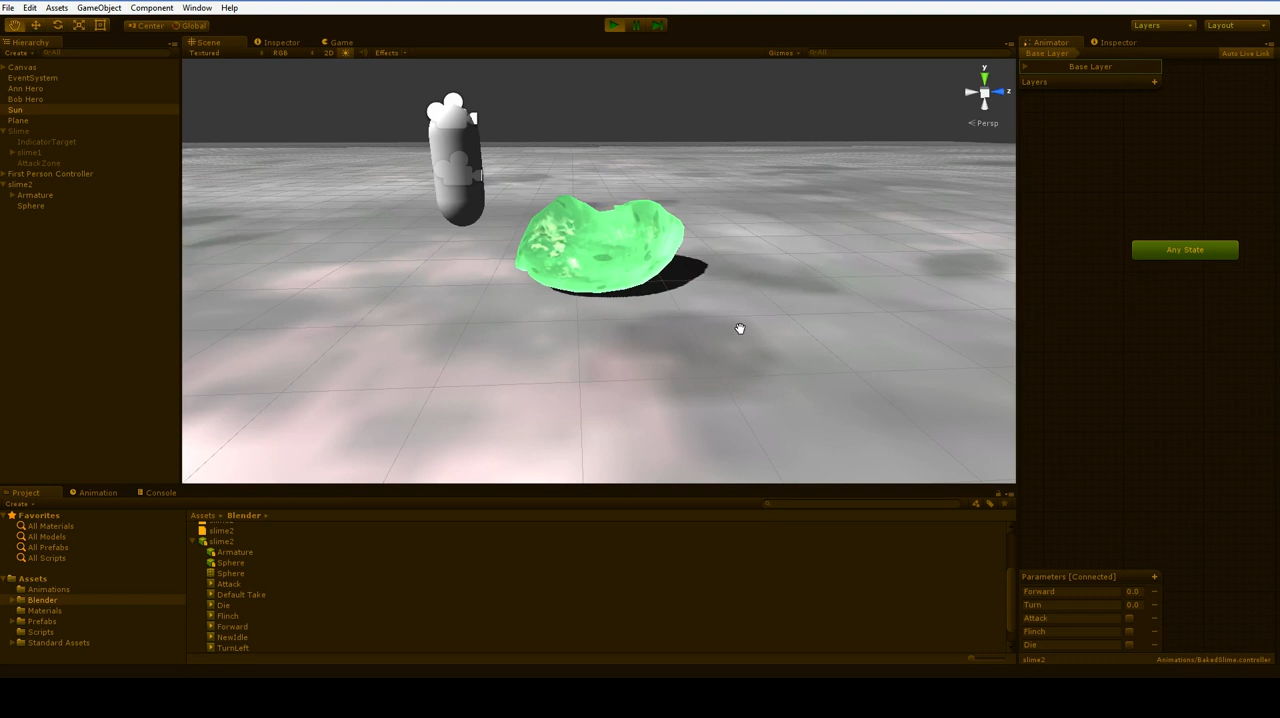 File Edit Assets GameObject Component Window Help
Center Global Layers Layout
Hierarchy
Create All
Canvas
EventSystem
Ann Hero
Bob Hero
Sun
Plane
Slime
IndicatorTarget
slime1
AttackZone
First Person Controller
slime2
Armature
Sphere
Scene Inspector Game
Textured RGB 2D Effects Gizmos All
y
z
Persp
Animator Inspector
Base Layer Auto Live Link
Base Layer
Layers +
Any State
Parameters [Connected] +
Forward 0.0
Turn 0.0
Attack
Flinch
Die
slime2 Animations/BakedSlime.controller
Project Animation Console
Create
Favorites
All Materials
All Models
All Prefabs
All Scripts
Assets
Animations
Blender
Materials
Prefabs
Scripts
Standard Assets
Assets Blender
slime2
slime2
Armature
Sphere
Sphere
Attack
Default Take
Die
Flinch
Forward
NewIdle
TurnLeft